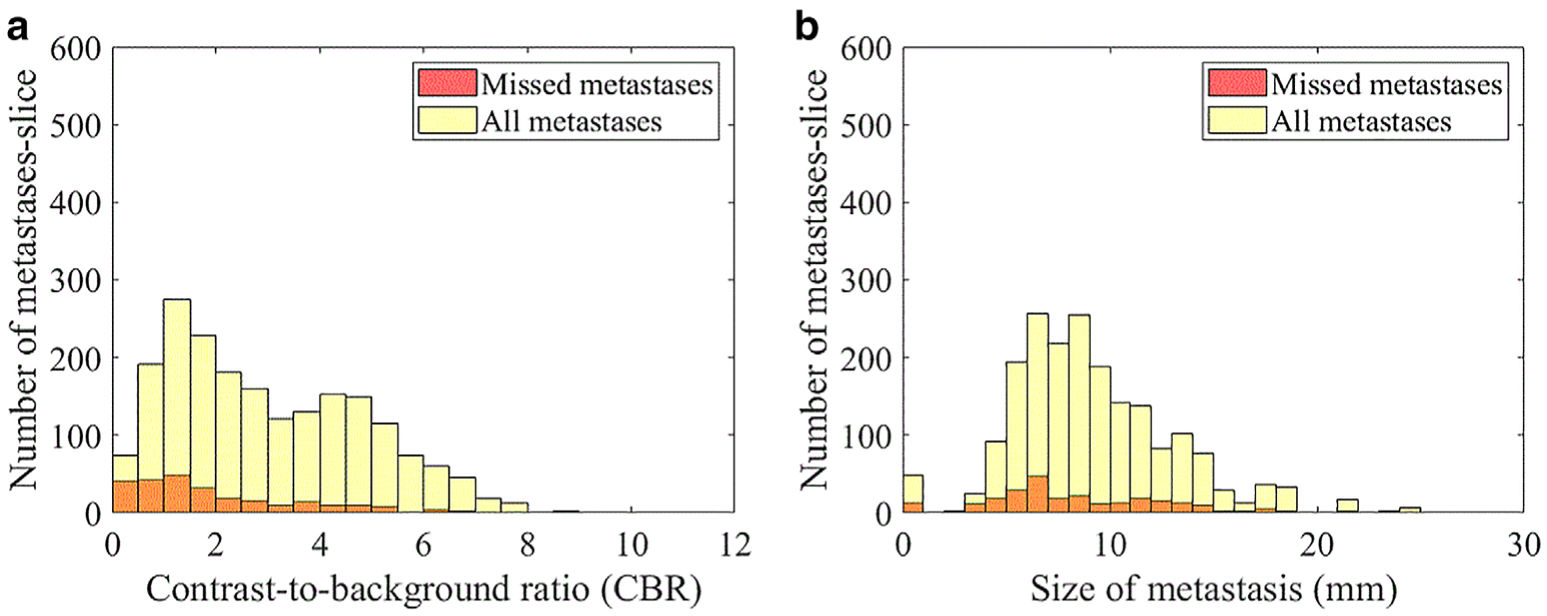 a
Number of metastases-slice
600
500
400
300
200
100
0
0 2 4 6 8 10 12
Contrast-to-background ratio (CBR)
Missed metastases
All metastases
b
Number of metastases-slice
600
500
400
300
200
100
0
0 10 20 30
Size of metastasis (mm)
Missed metastases
All metastases